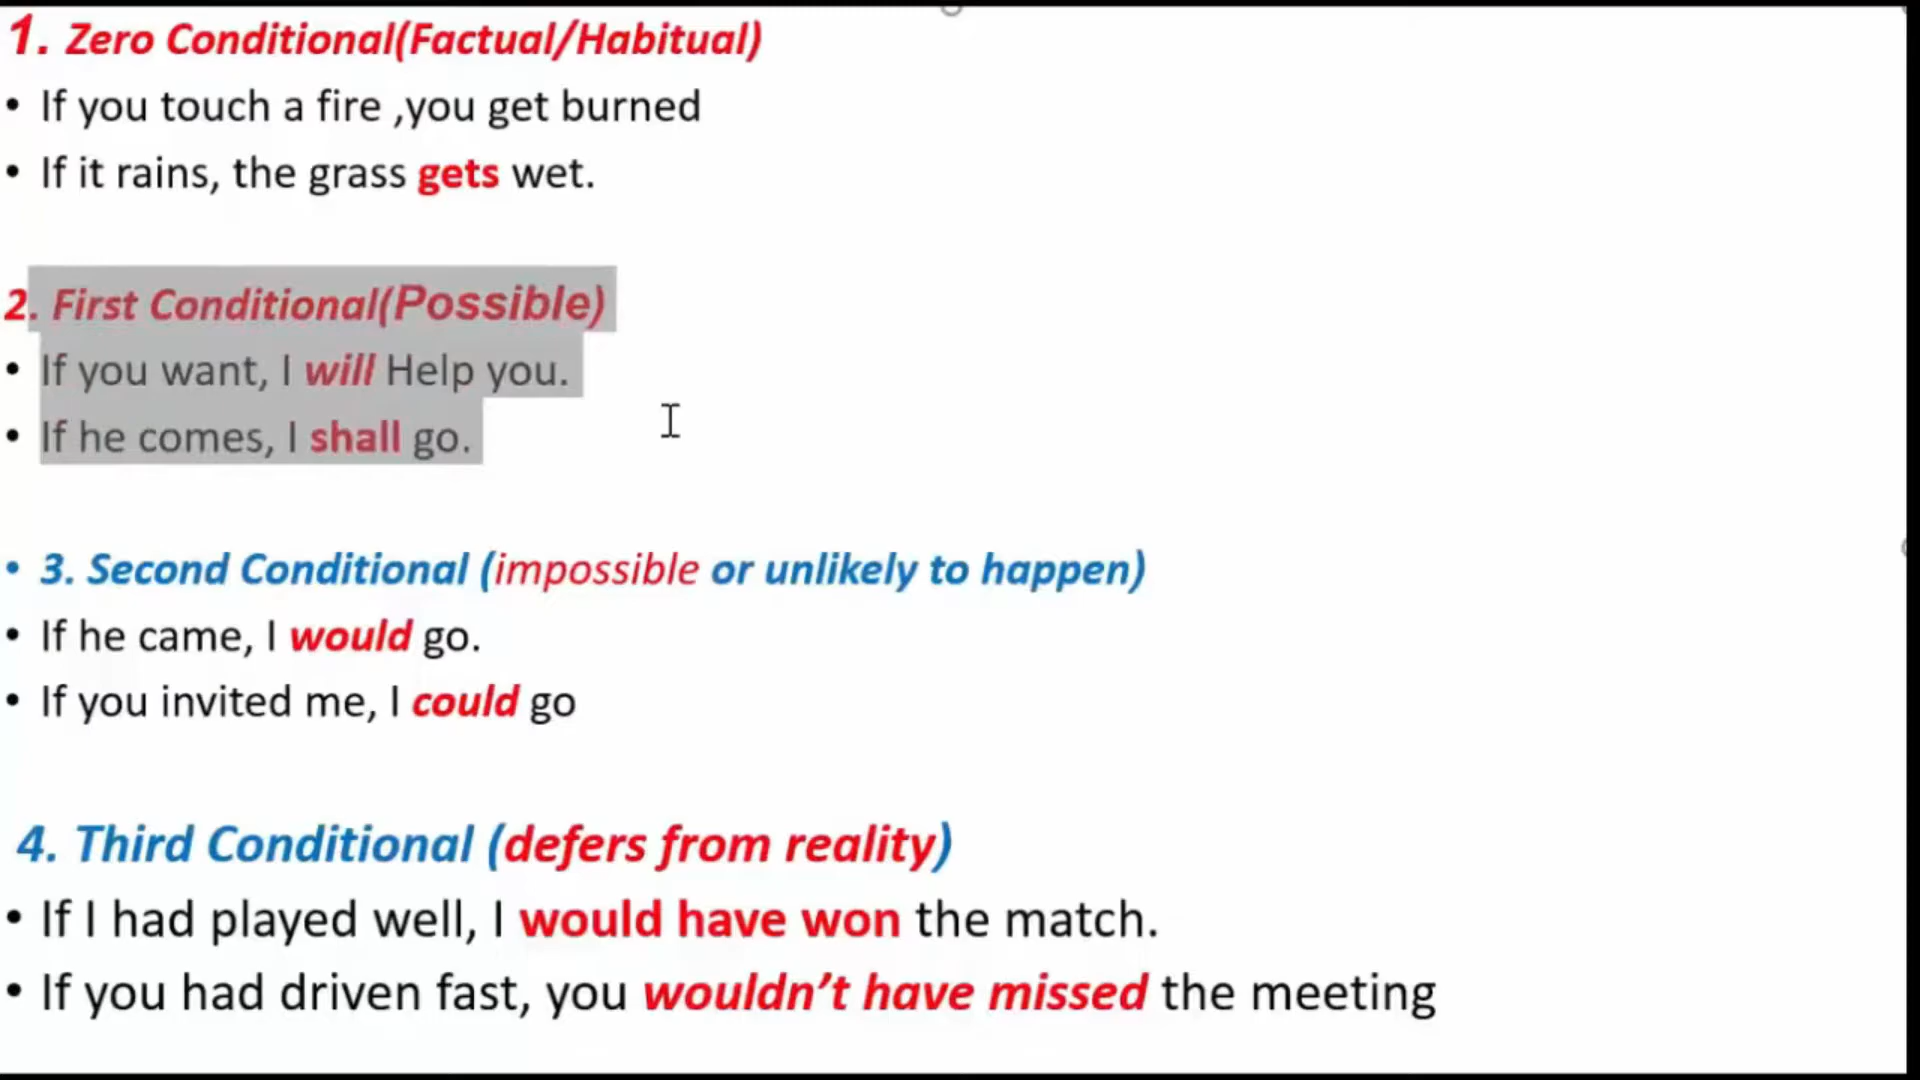 1. Zero Conditional(Factual/Habitual)
• If you touch a fire ,you get burned
• If it rains, the grass gets wet.
2. First Conditional(Possible)
• If you want, I will Help you.
• If he comes, I shall go.
• 3. Second Conditional (impossible or unlikely to happen)
• If he came, I would go.
• If you invited me, I could go
4. Third Conditional (defers from reality)
• If I had played well, I would have won the match.
• If you had driven fast, you wouldn’t have missed the meeting